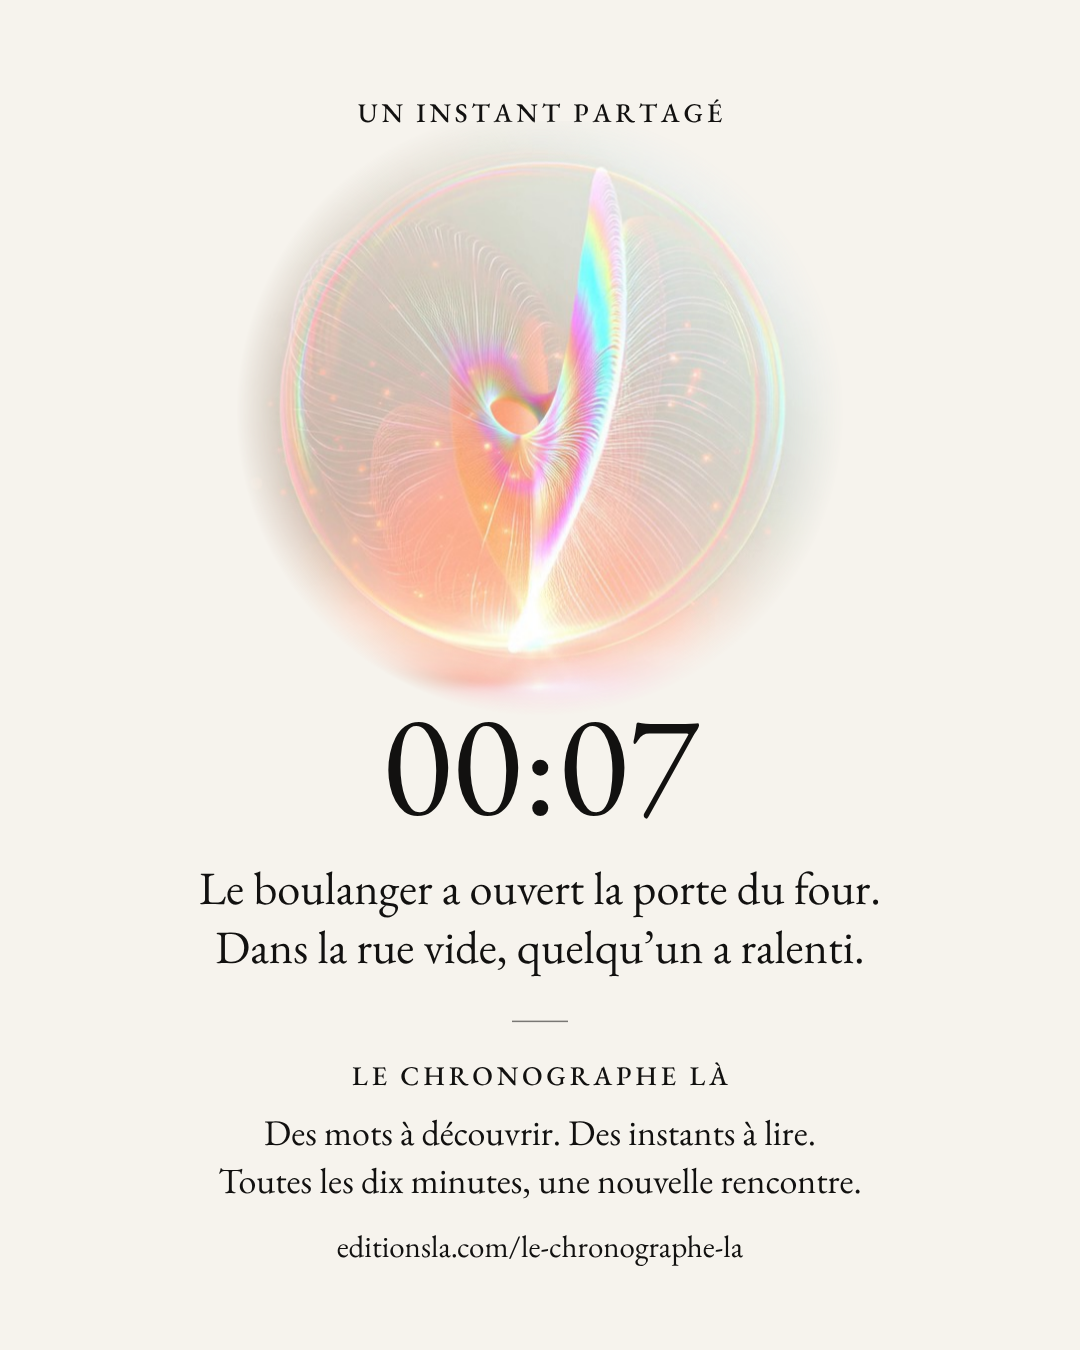 UN INSTANT PARTAGÉ
00:07
Le boulanger a ouvert la porte du four.
Dans la rue vide, quelqu’un a ralenti.
LE CHRONOGRAPHE LÀ
Des mots à découvrir. Des instants à lire.
Toutes les dix minutes, une nouvelle rencontre.
editionsla.com/le-chronographe-la